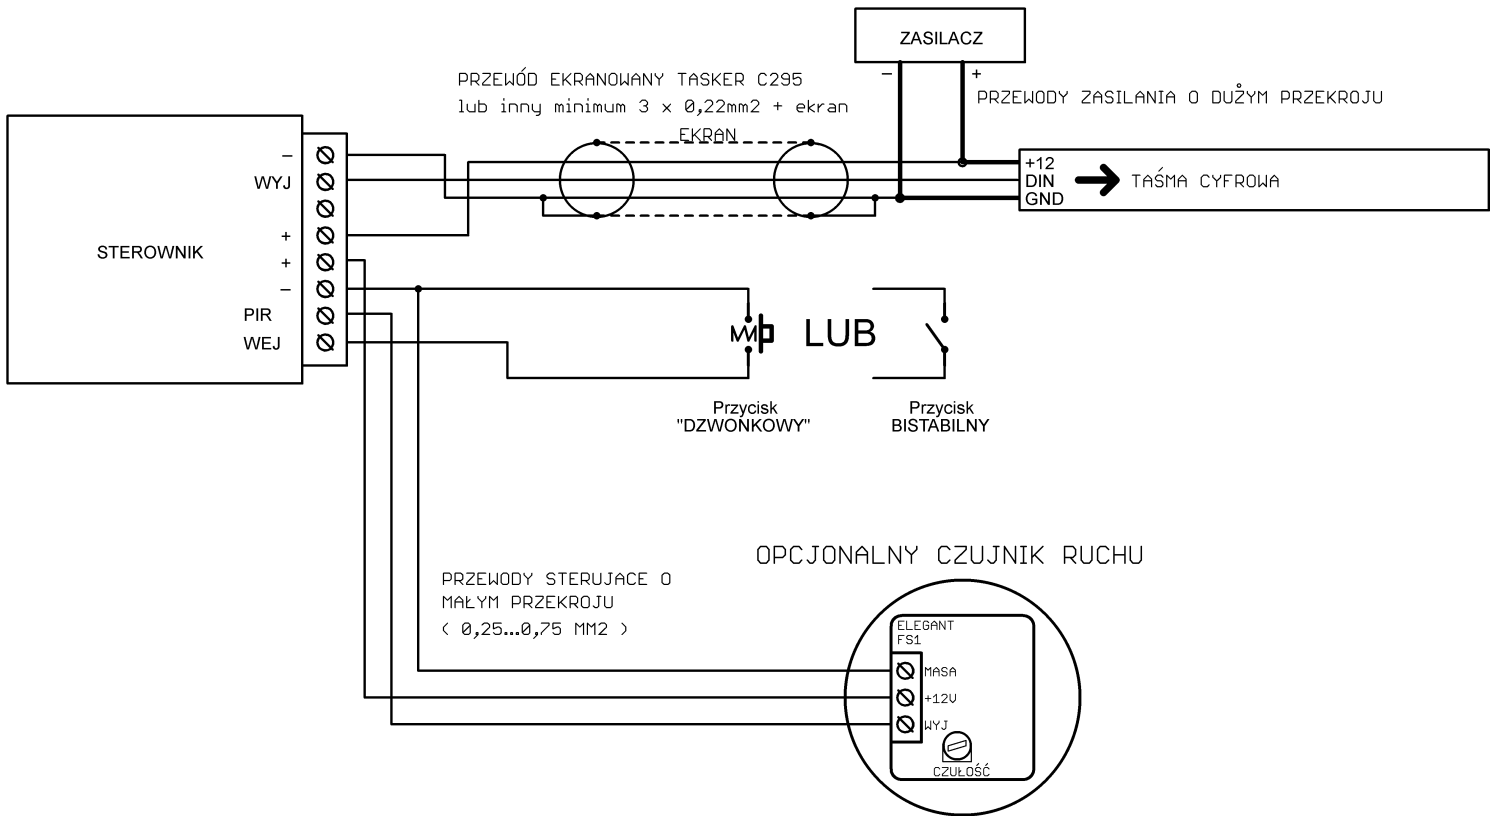 ZASILACZ
– +
PRZEWÓD EKRANOWANY TASKER C295
lub inny minimum 3 x 0,22mm2 + ekran
EKRAN
PRZEWODY ZASILANIA O DUŻYM PRZEKROJU
–
WYJ
+
+
–
PIR
WEJ
STEROWNIK
+12
DIN
GND
TAŚMA CYFROWA
LUB
Przycisk
"DZWONKOWY"
Przycisk
BISTABILNY
OPCJONALNY CZUJNIK RUCHU
PRZEWODY STERUJACE O
MAŁYM PRZEKROJU
( 0,25...0,75 MM2 )
ELEGANT
FS1
MASA
+12V
WYJ
CZUŁOŚĆ